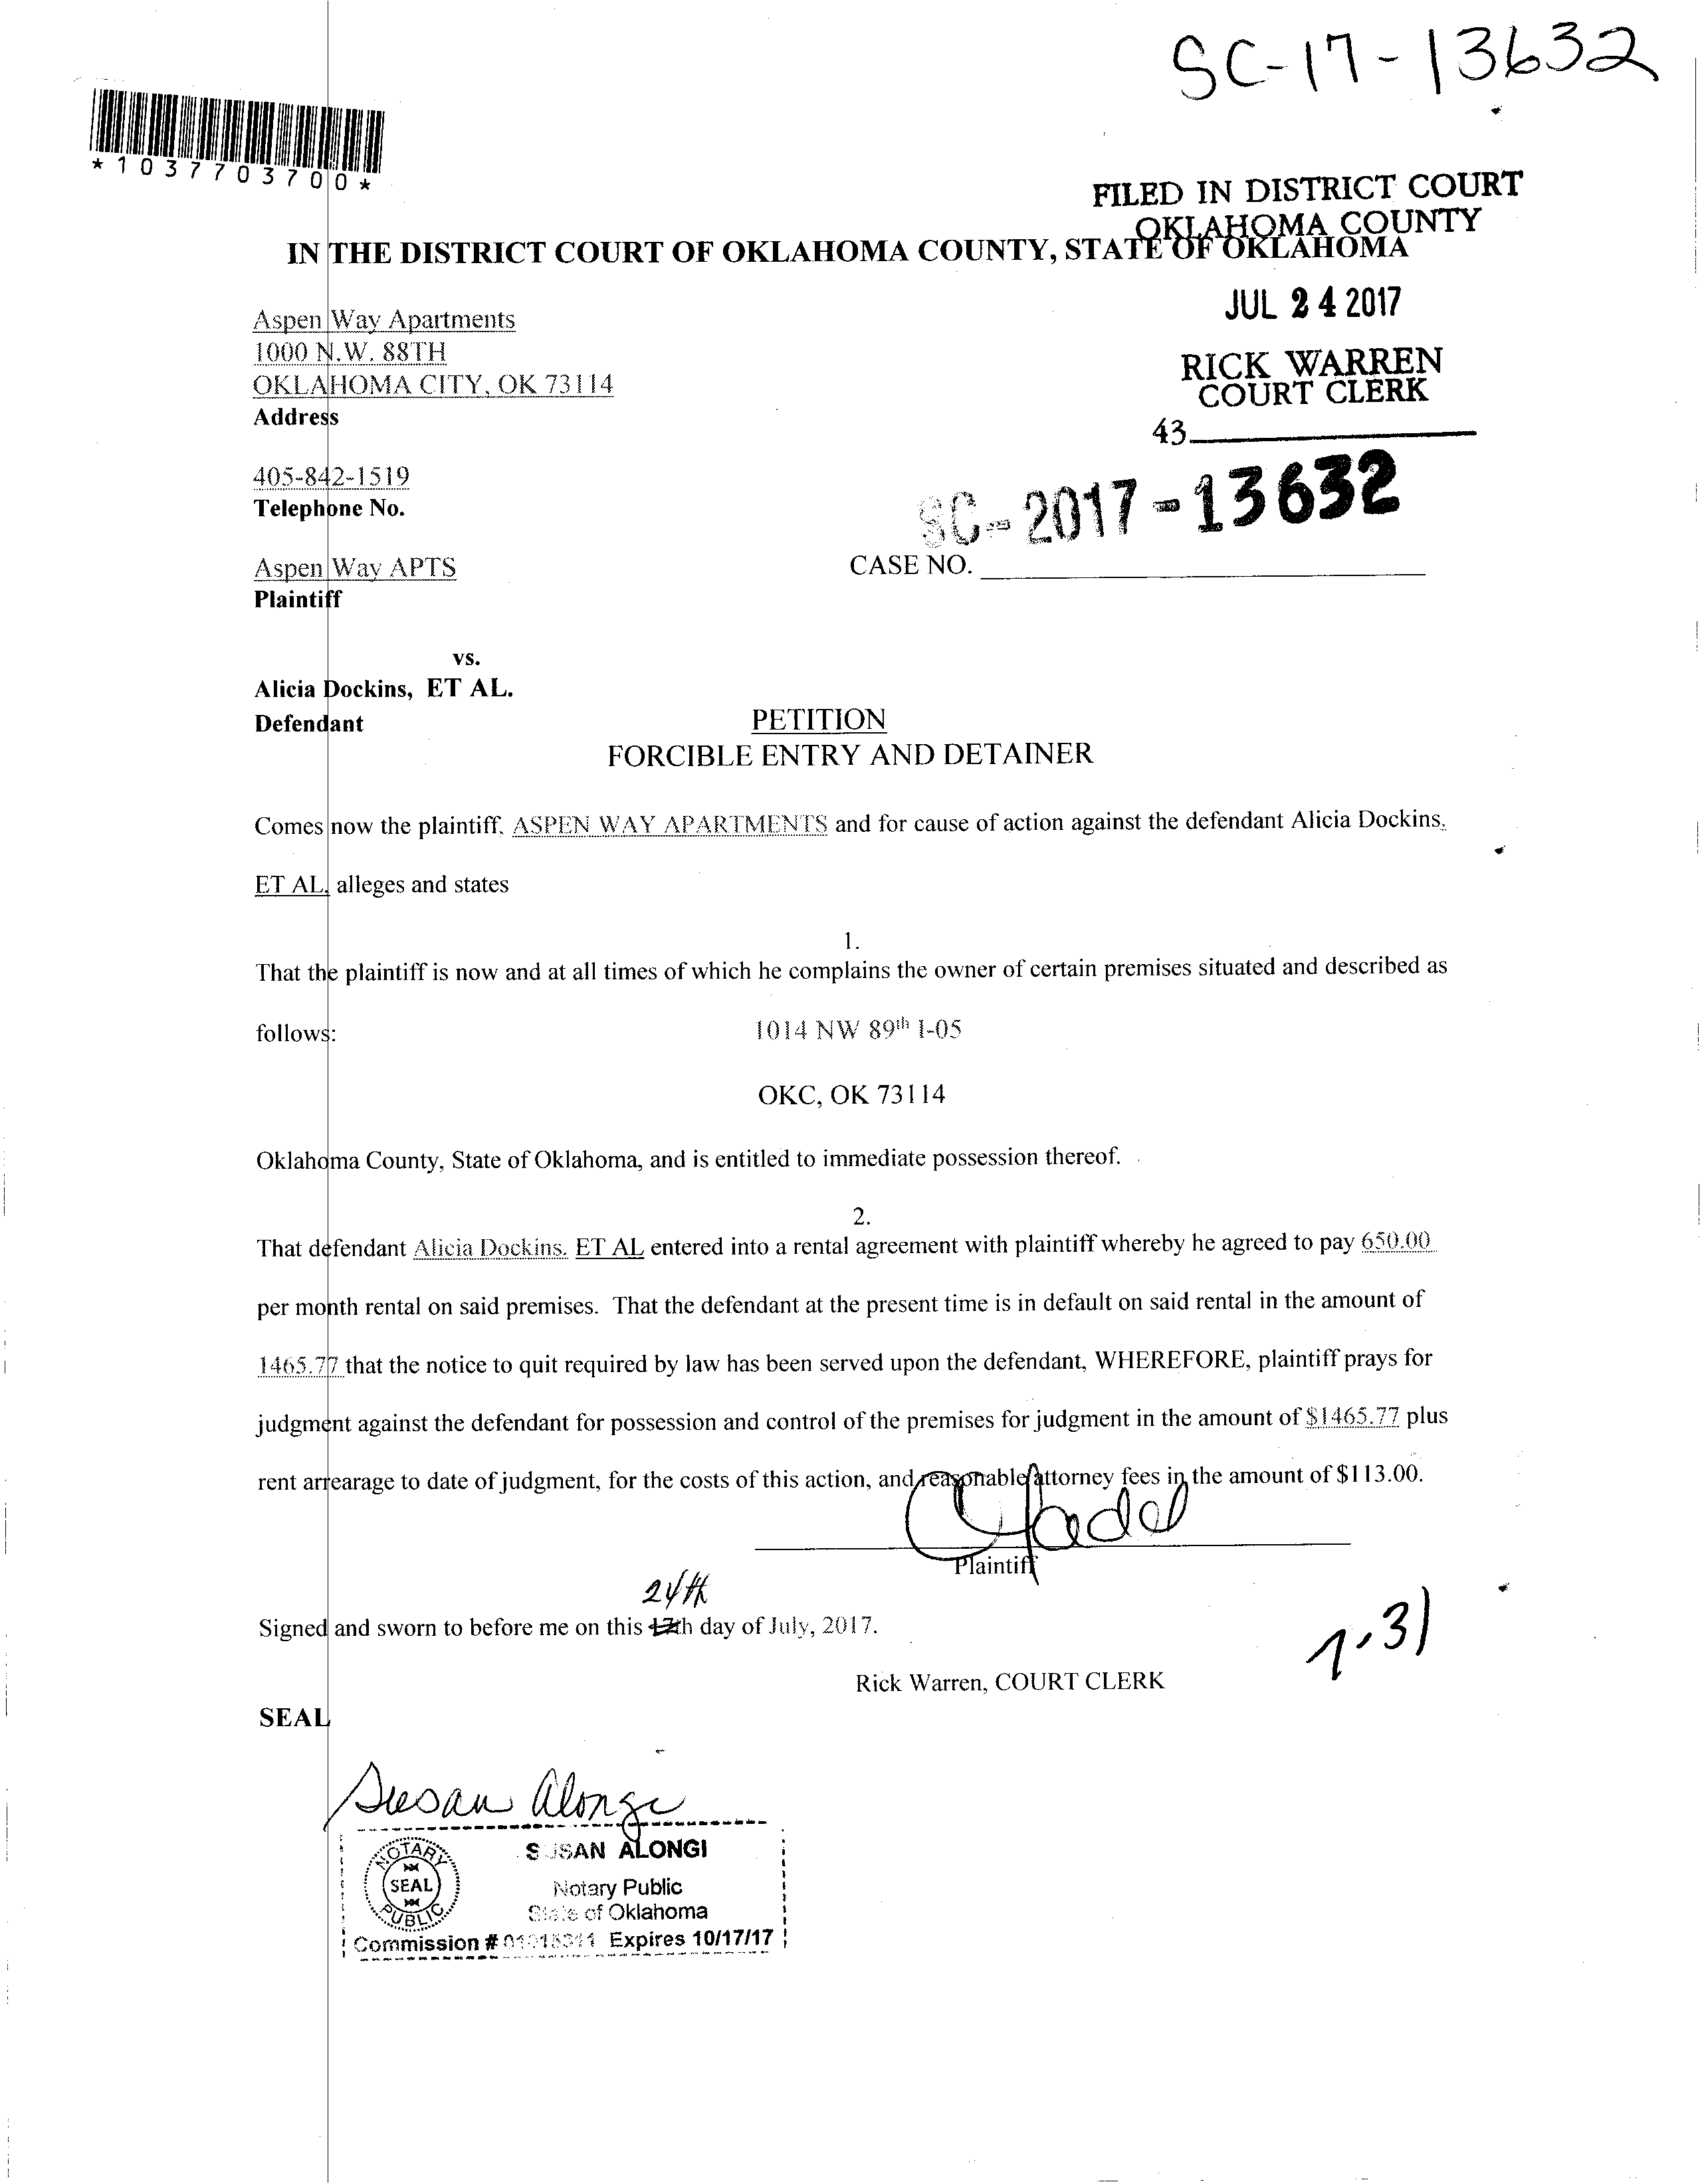 SC-17-13632
*1037703700*
FILED IN DISTRICT COURT
OKLAHOMA COUNTY
IN THE DISTRICT COURT OF OKLAHOMA COUNTY, STATE OF OKLAHOMA
JUL 24 2017
RICK WARREN
COURT CLERK
43
Aspen Way Apartments
1000 N.W. 88TH
OKLAHOMA CITY, OK 73114
Address
405-842-1519
Telephone No.
SC-2017-13632
CASE NO.
Aspen Way APTS
Plaintiff
vs.
Alicia Dockins, ET AL.
Defendant
PETITION
FORCIBLE ENTRY AND DETAINER
Comes now the plaintiff, ASPEN WAY APARTMENTS and for cause of action against the defendant Alicia Dockins,
ET AL, alleges and states
1.
That the plaintiff is now and at all times of which he complains the owner of certain premises situated and described as
follows:
1014 NW 89th I-05
OKC, OK 73114
Oklahoma County, State of Oklahoma, and is entitled to immediate possession thereof.
2.
That defendant Alicia Dockins, ET AL entered into a rental agreement with plaintiff whereby he agreed to pay 650.00
per month rental on said premises. That the defendant at the present time is in default on said rental in the amount of
1465.77 that the notice to quit required by law has been served upon the defendant, WHEREFORE, plaintiff prays for
judgment against the defendant for possession and control of the premises for judgment in the amount of $1465.77 plus
rent arrearage to date of judgment, for the costs of this action, and reasonable attorney fees in the amount of $113.00.
Plaintiff
24th
Signed and sworn to before me on this 17th day of July, 2017.
Rick Warren, COURT CLERK
SEAL
Susan Alongi
SUSAN ALONGI
NOTARY SEAL PUBLIC
Notary Public
State of Oklahoma
Commission # Expires 10/17/17